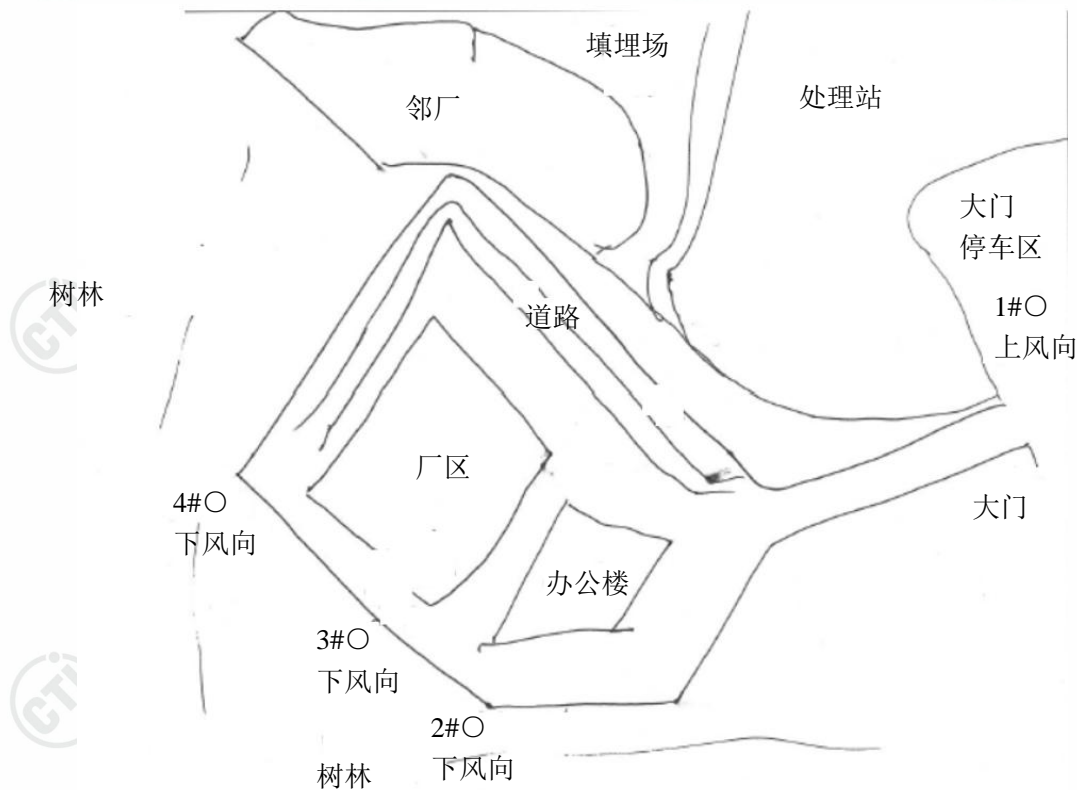 填埋场
处理站
邻厂
大门
停车区
1#○
上风向
树林
道路
厂区
4#○
下风向
大门
办公楼
3#○
下风向
2#○
下风向
树林
CTI
CTI